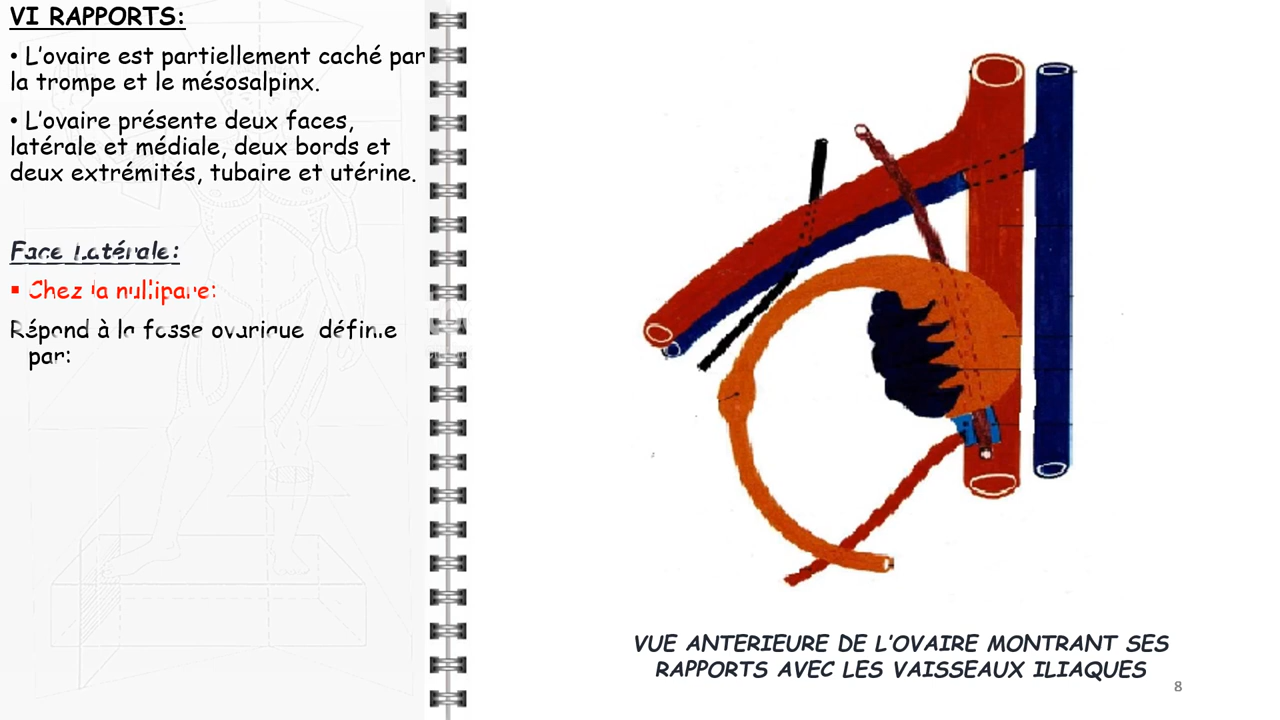 VI RAPPORTS:
• L'ovaire est partiellement caché par
la trompe et le mésosalpinx.
• L'ovaire présente deux faces,
latérale et médiale, deux bords et
deux extrémités, tubaire et utérine.
Face Latérale:
▪ Chez la nullipare:
Répond à la fosse ovarique définie
par:
VUE ANTERIEURE DE L'OVAIRE MONTRANT SES
RAPPORTS AVEC LES VAISSEAUX ILIAQUES
8